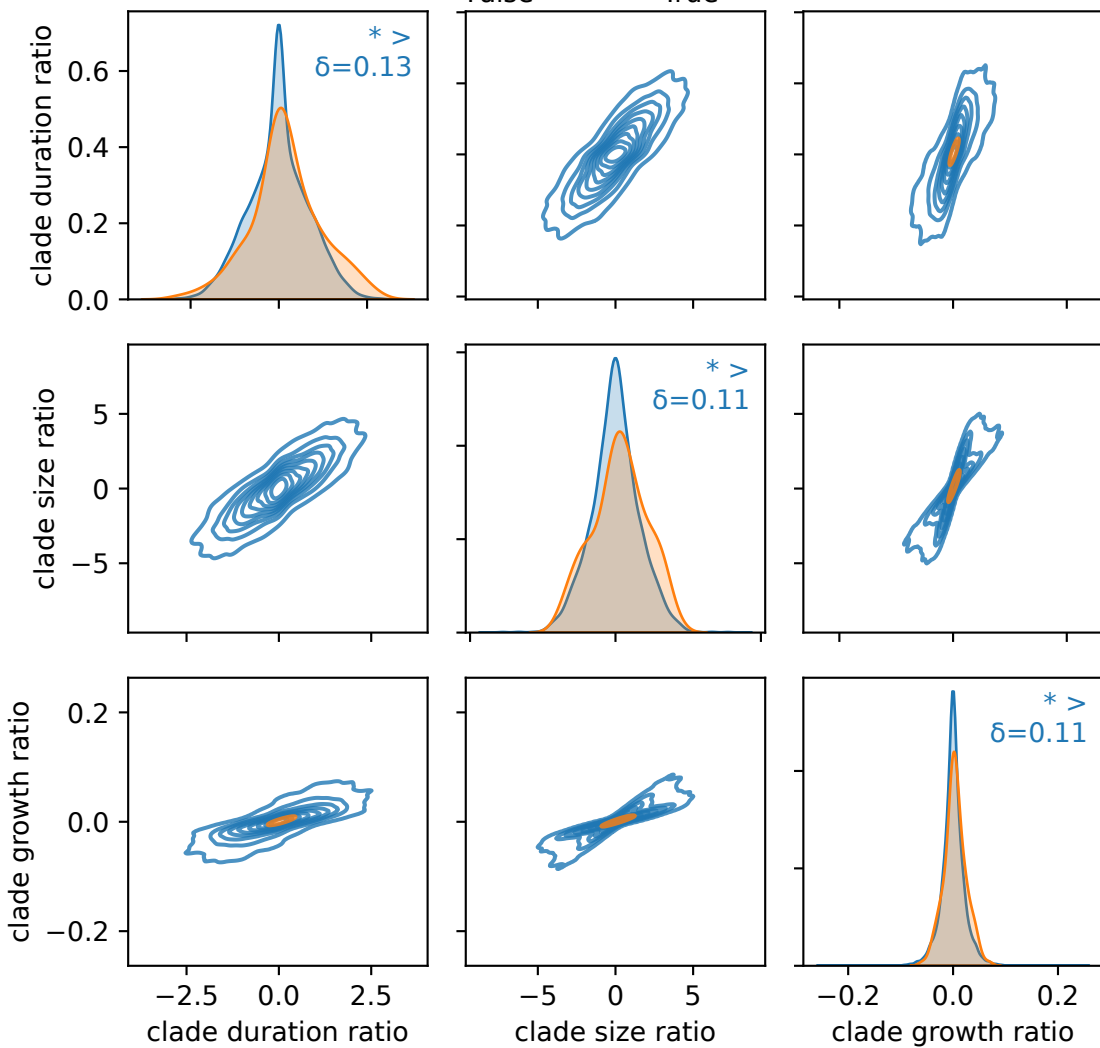 * >
δ=0.13
clade duration ratio
0.6
0.4
0.2
0.0
* >
δ=0.11
clade size ratio
5
0
−5
* >
δ=0.11
clade growth ratio
0.2
0.0
−0.2
−2.5 0.0 2.5 −5 0 5 −0.2 0.0 0.2
clade duration ratio clade size ratio clade growth ratio